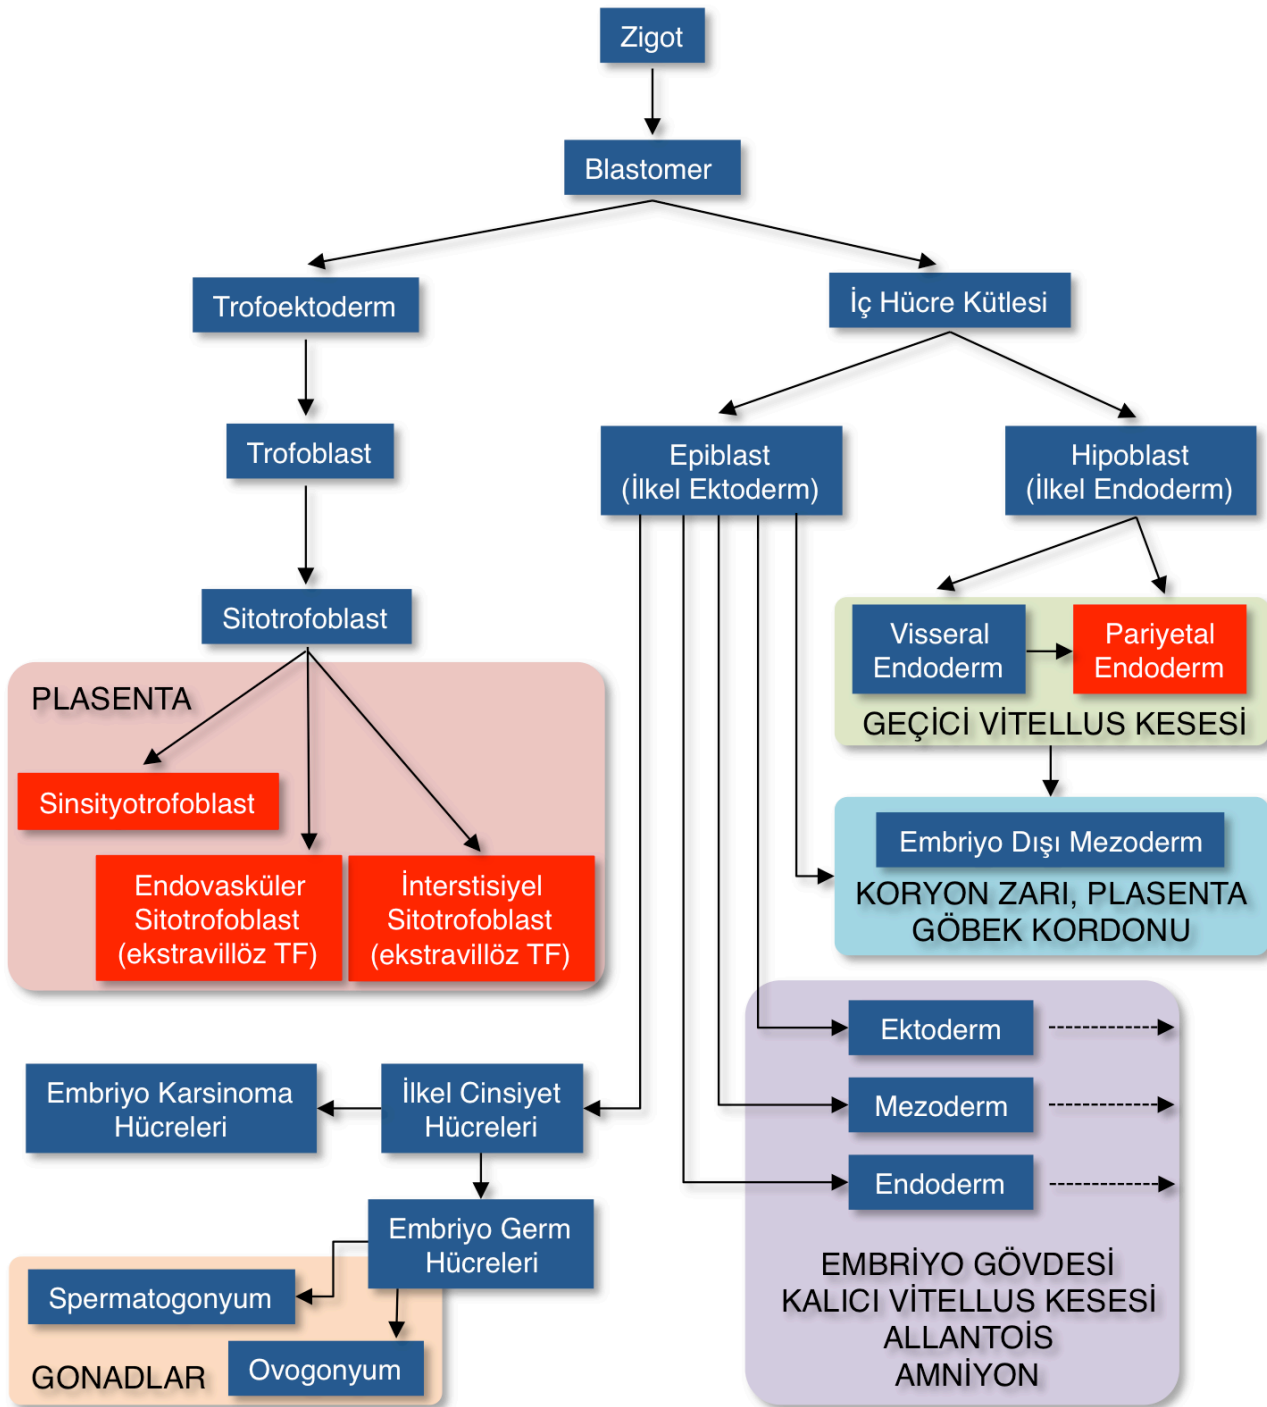 Zigot
Blastomer
Trofoektoderm
İç Hücre Kütlesi
Trofoblast
Epiblast
(İlkel Ektoderm)
Hipoblast
(İlkel Endoderm)
Sitotrofoblast
Visseral
Endoderm
Pariyetal
Endoderm
GEÇİCİ VİTELLUS KESESİ
PLASENTA
Sinsityotrofoblast
Endovasküler
Sitotrofoblast
(ekstravillöz TF)
İnterstisiyel
Sitotrofoblast
(ekstravillöz TF)
Embriyo Dışı Mezoderm
KORYON ZARI, PLASENTA
GÖBEK KORDONU
Ektoderm
Mezoderm
Endoderm
EMBRİYO GÖVDESİ
KALICI VİTELLUS KESESİ
ALLANTOİS
AMNİYON
Embriyo Karsinoma
Hücreleri
İlkel Cinsiyet
Hücreleri
Embriyo Germ
Hücreleri
Spermatogonyum
Ovogonyum
GONADLAR